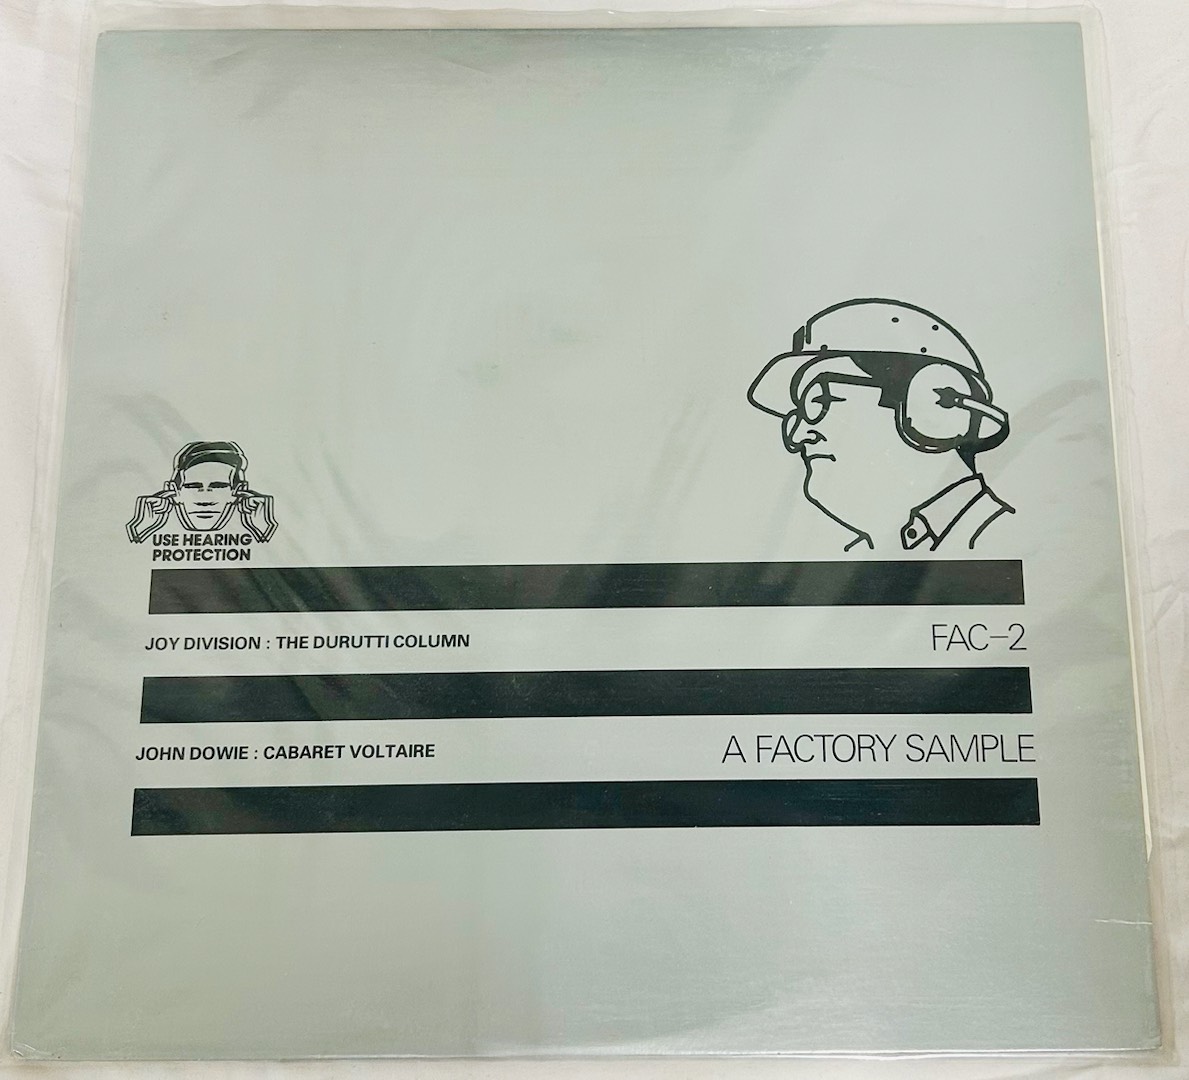 USE HEARING
PROTECTION
JOY DIVISION : THE DURUTTI COLUMN
FAC–2
JOHN DOWIE : CABARET VOLTAIRE
A FACTORY SAMPLE